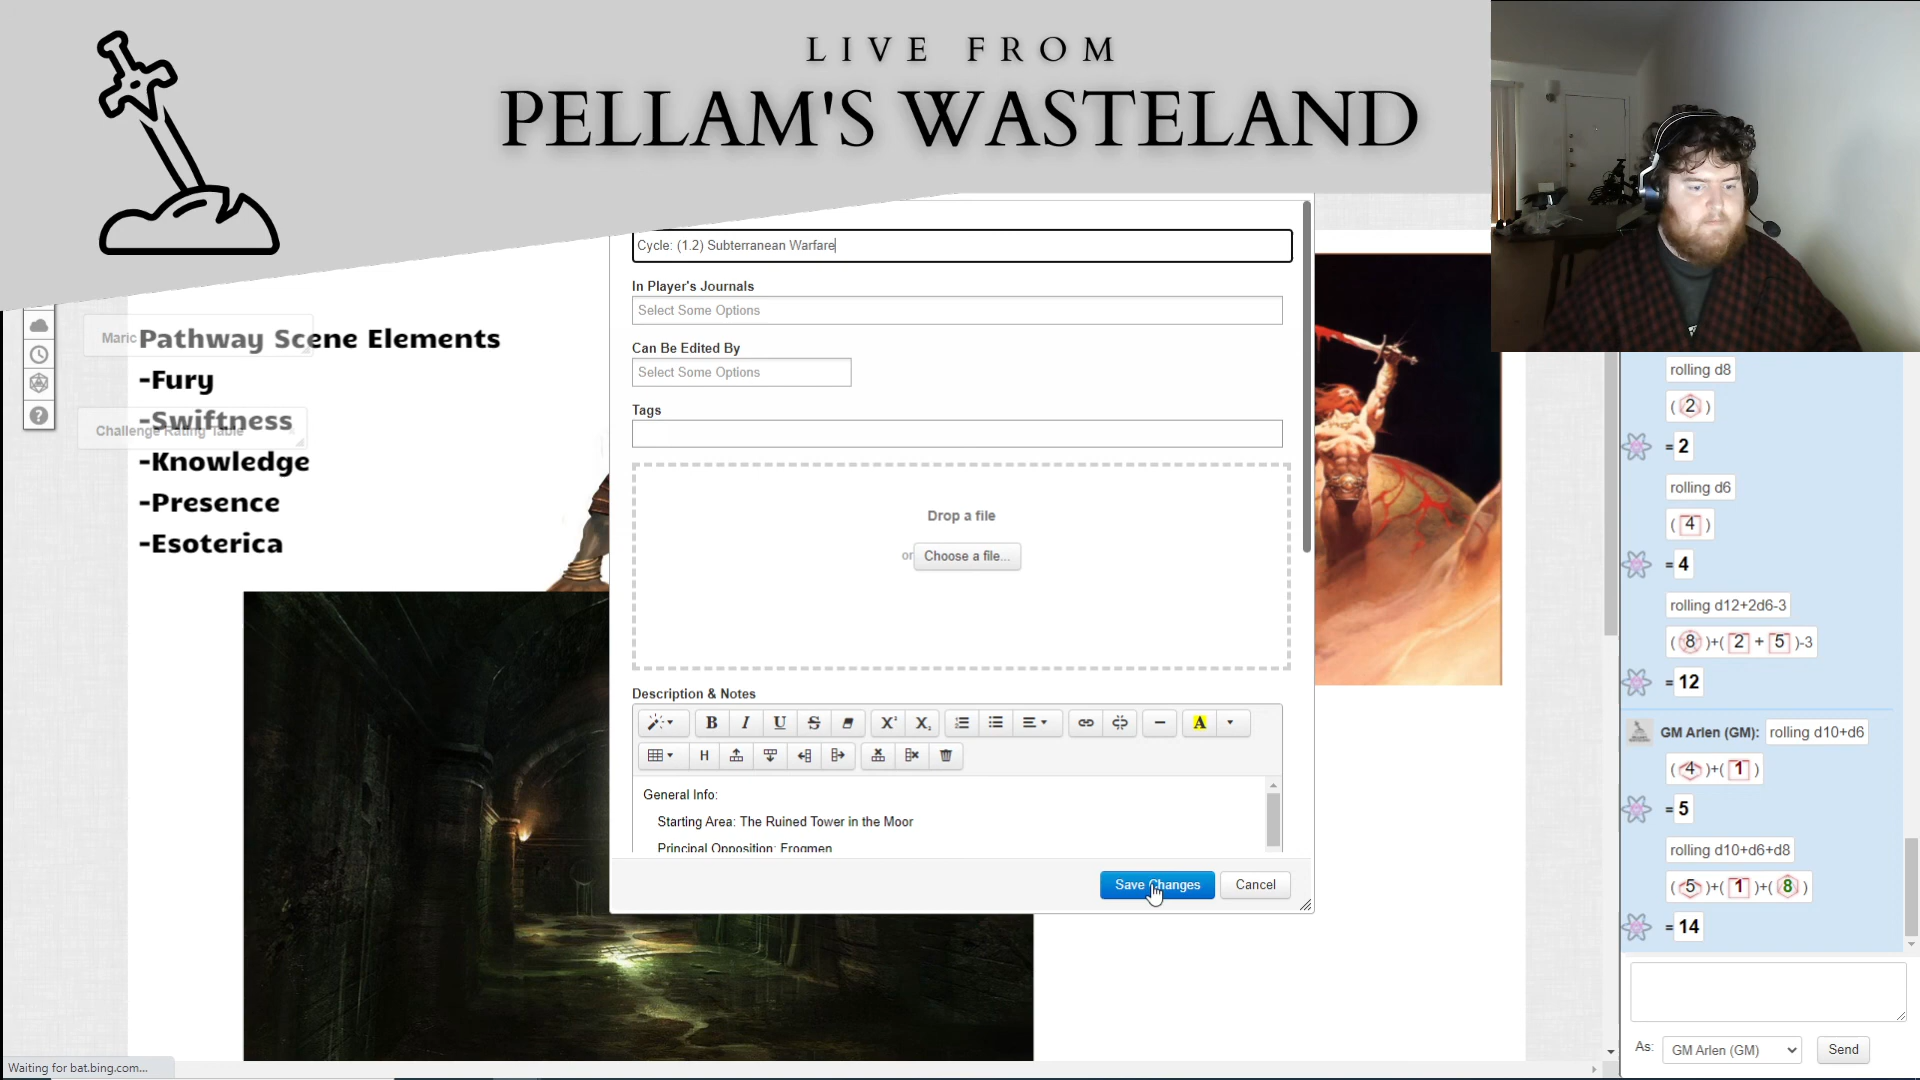 LIVE FROM
PELLAM'S WASTELAND
Cycle: (1.2) Subterranean Warfare
In Player's Journals
Select Some Options
Can Be Edited By
Select Some Options
Tags
Drop a file
or Choose a file...
Description & Notes
B I U S X² X,
A
H
General Info:
Starting Area: The Ruined Tower in the Moor
Principal Opposition: Frogmen
Save Changes Cancel
Maric
Pathway Scene Elements
-Fury
-Swiftness
Challenge Rating Table
-Knowledge
-Presence
-Esoterica
rolling d8
(2)
=2
rolling d6
(4)
=4
rolling d12+2d6-3
(8)+(2+5)-3
=12
GM Arlen (GM): rolling d10+d6
(4)+(1)
=5
rolling d10+d6+d8
(5)+(1)+(8)
=14
As: GM Arlen (GM) Send
Waiting for bat.bing.com...